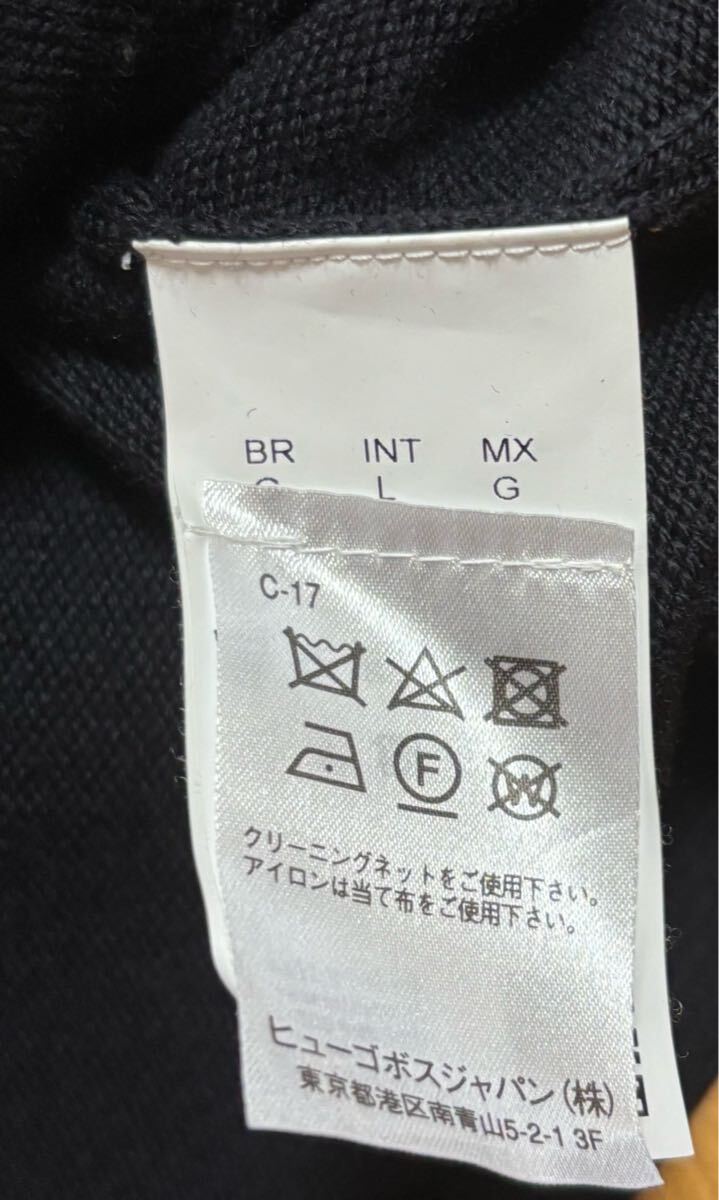 BR INT MX
L G
C-17
F W
クリーニングネットをご使用下さい。
アイロンは当て布をご使用下さい。
ヒューゴボスジャパン(株)
東京都港区南青山5-2-1 3F